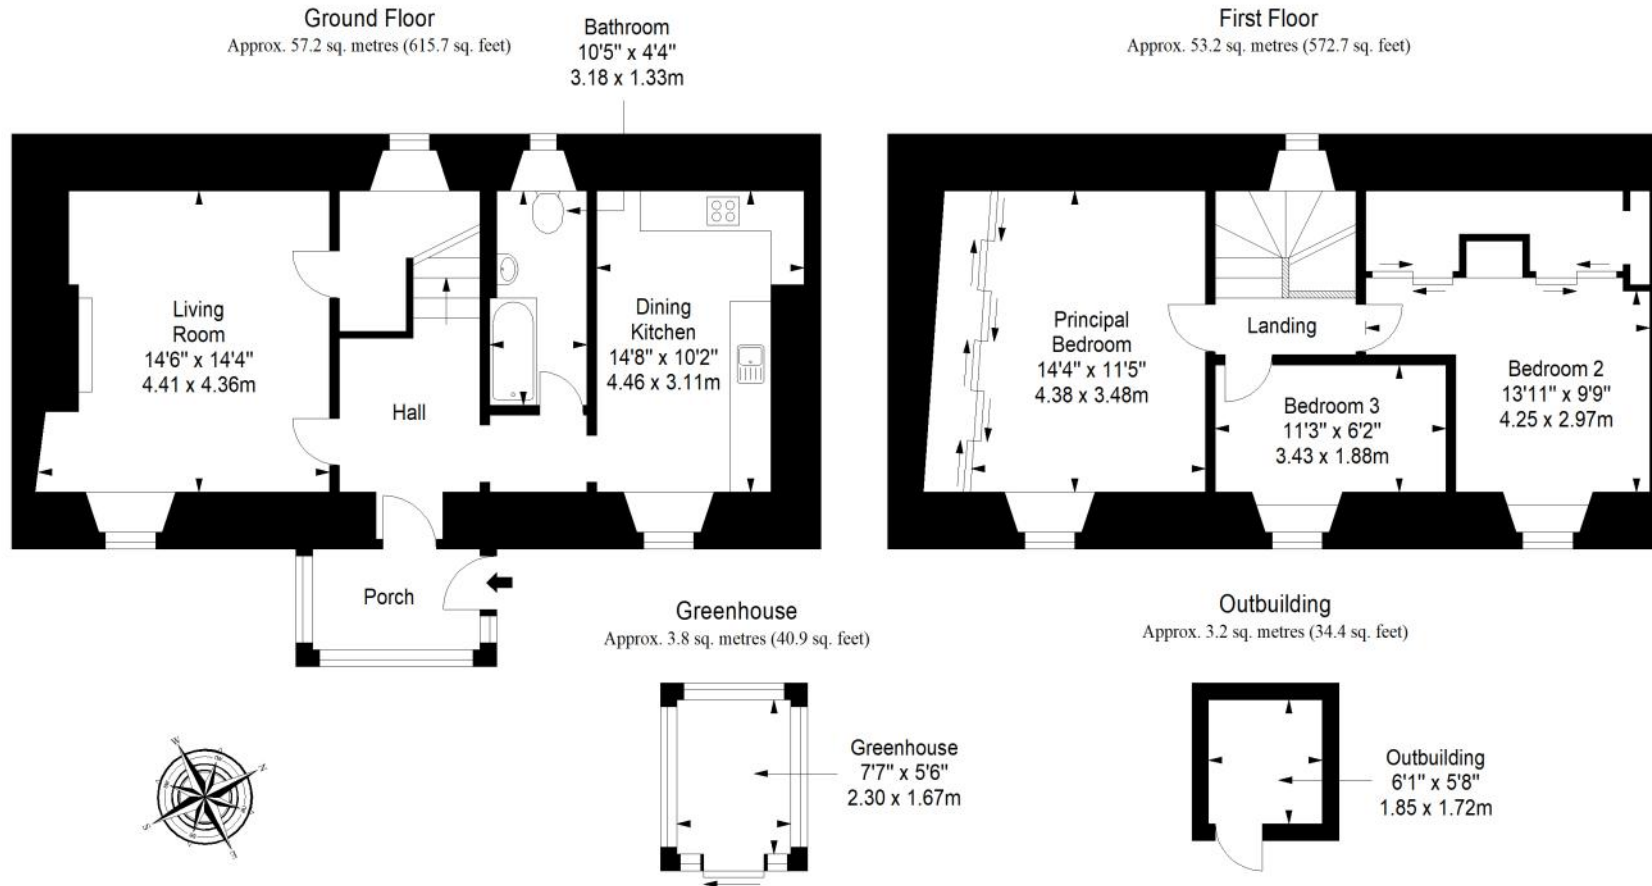 Ground Floor
Approx. 57.2 sq. metres (615.7 sq. feet)
Bathroom
10'5" x 4'4"
3.18 x 1.33m
First Floor
Approx. 53.2 sq. metres (572.7 sq. feet)
Living
Room
14'6" x 14'4"
4.41 x 4.36m
Hall
Dining
Kitchen
14'8" x 10'2"
4.46 x 3.11m
Porch
Principal
Bedroom
14'4" x 11'5"
4.38 x 3.48m
Landing
Bedroom 3
11'3" x 6'2"
3.43 x 1.88m
Bedroom 2
13'11" x 9'9"
4.25 x 2.97m
Greenhouse
Approx. 3.8 sq. metres (40.9 sq. feet)
Greenhouse
7'7" x 5'6"
2.30 x 1.67m
Outbuilding
Approx. 3.2 sq. metres (34.4 sq. feet)
Outbuilding
6'1" x 5'8"
1.85 x 1.72m
W
N
S
E